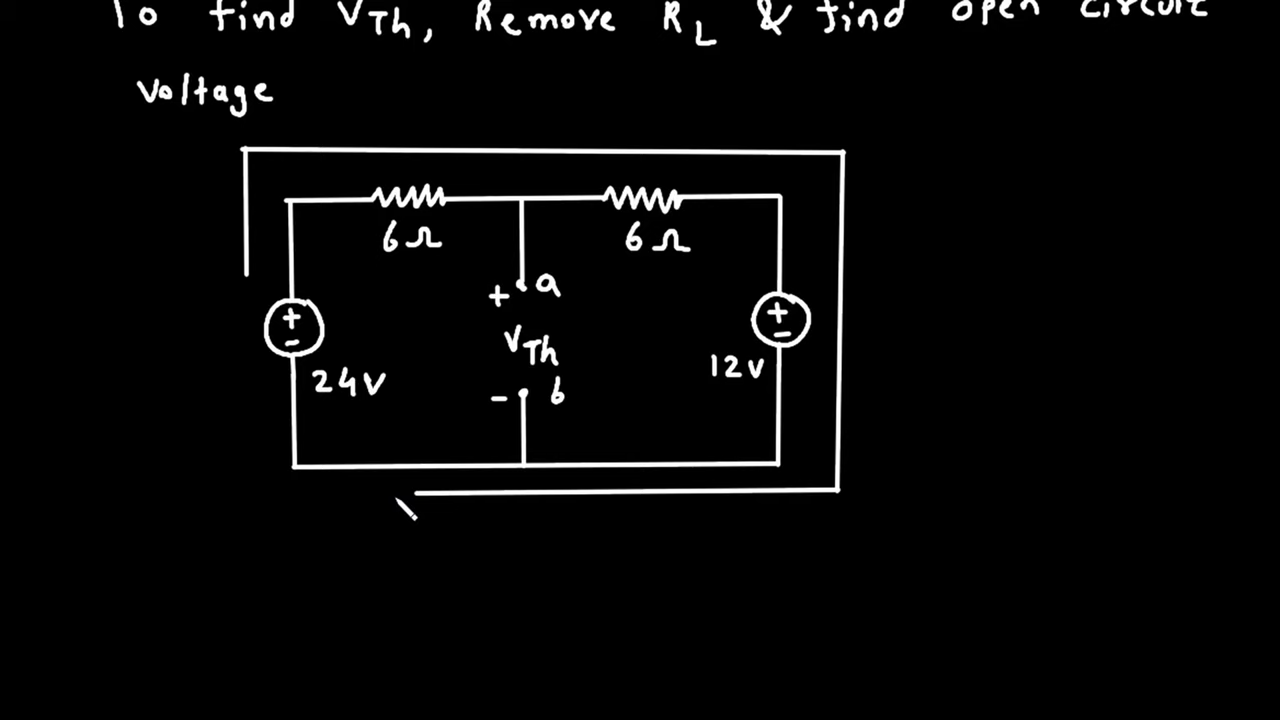 To find VTh, Remove RL & find open circuit
voltage
6Ω 6Ω
+ a
+ +
VTh
- -
24V 12V
- b